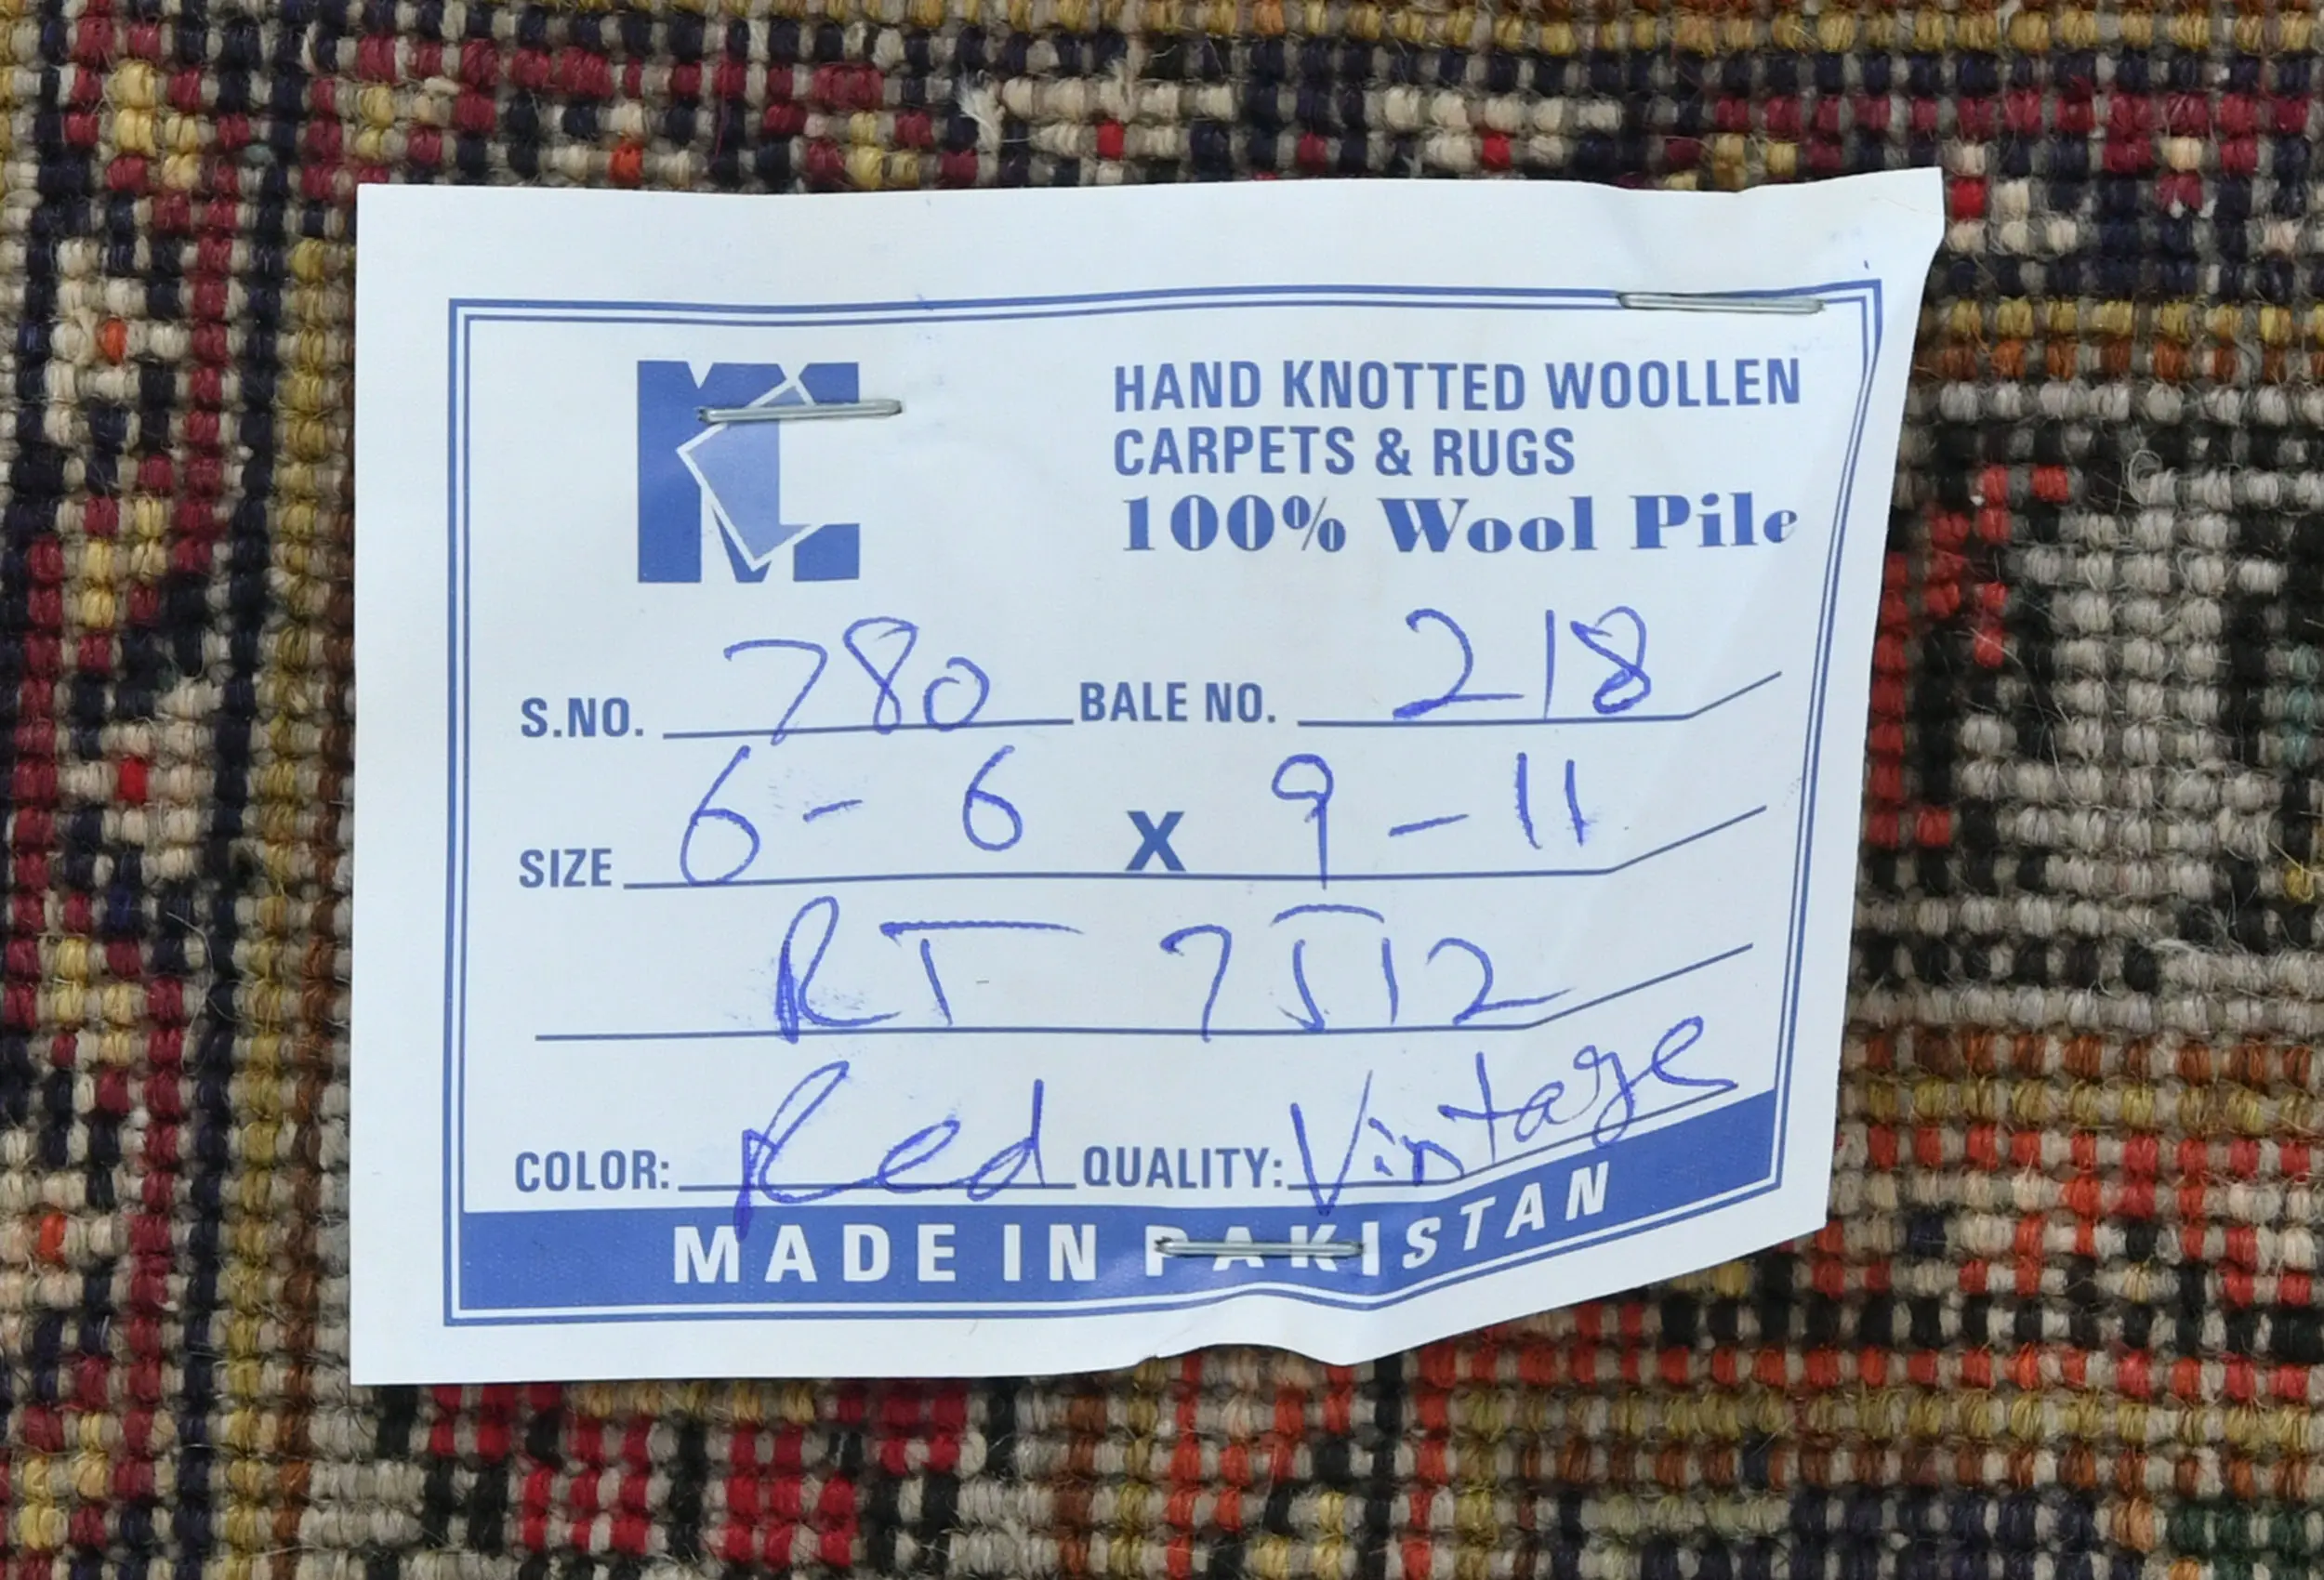 HAND KNOTTED WOOLLEN
CARPETS & RUGS
100% Wool Pile
S.NO. 780 BALE NO. 218
SIZE 6 - 6 X 9 - 11
RT 7512
COLOR: Red QUALITY: Vintage
MADE IN PAKISTAN